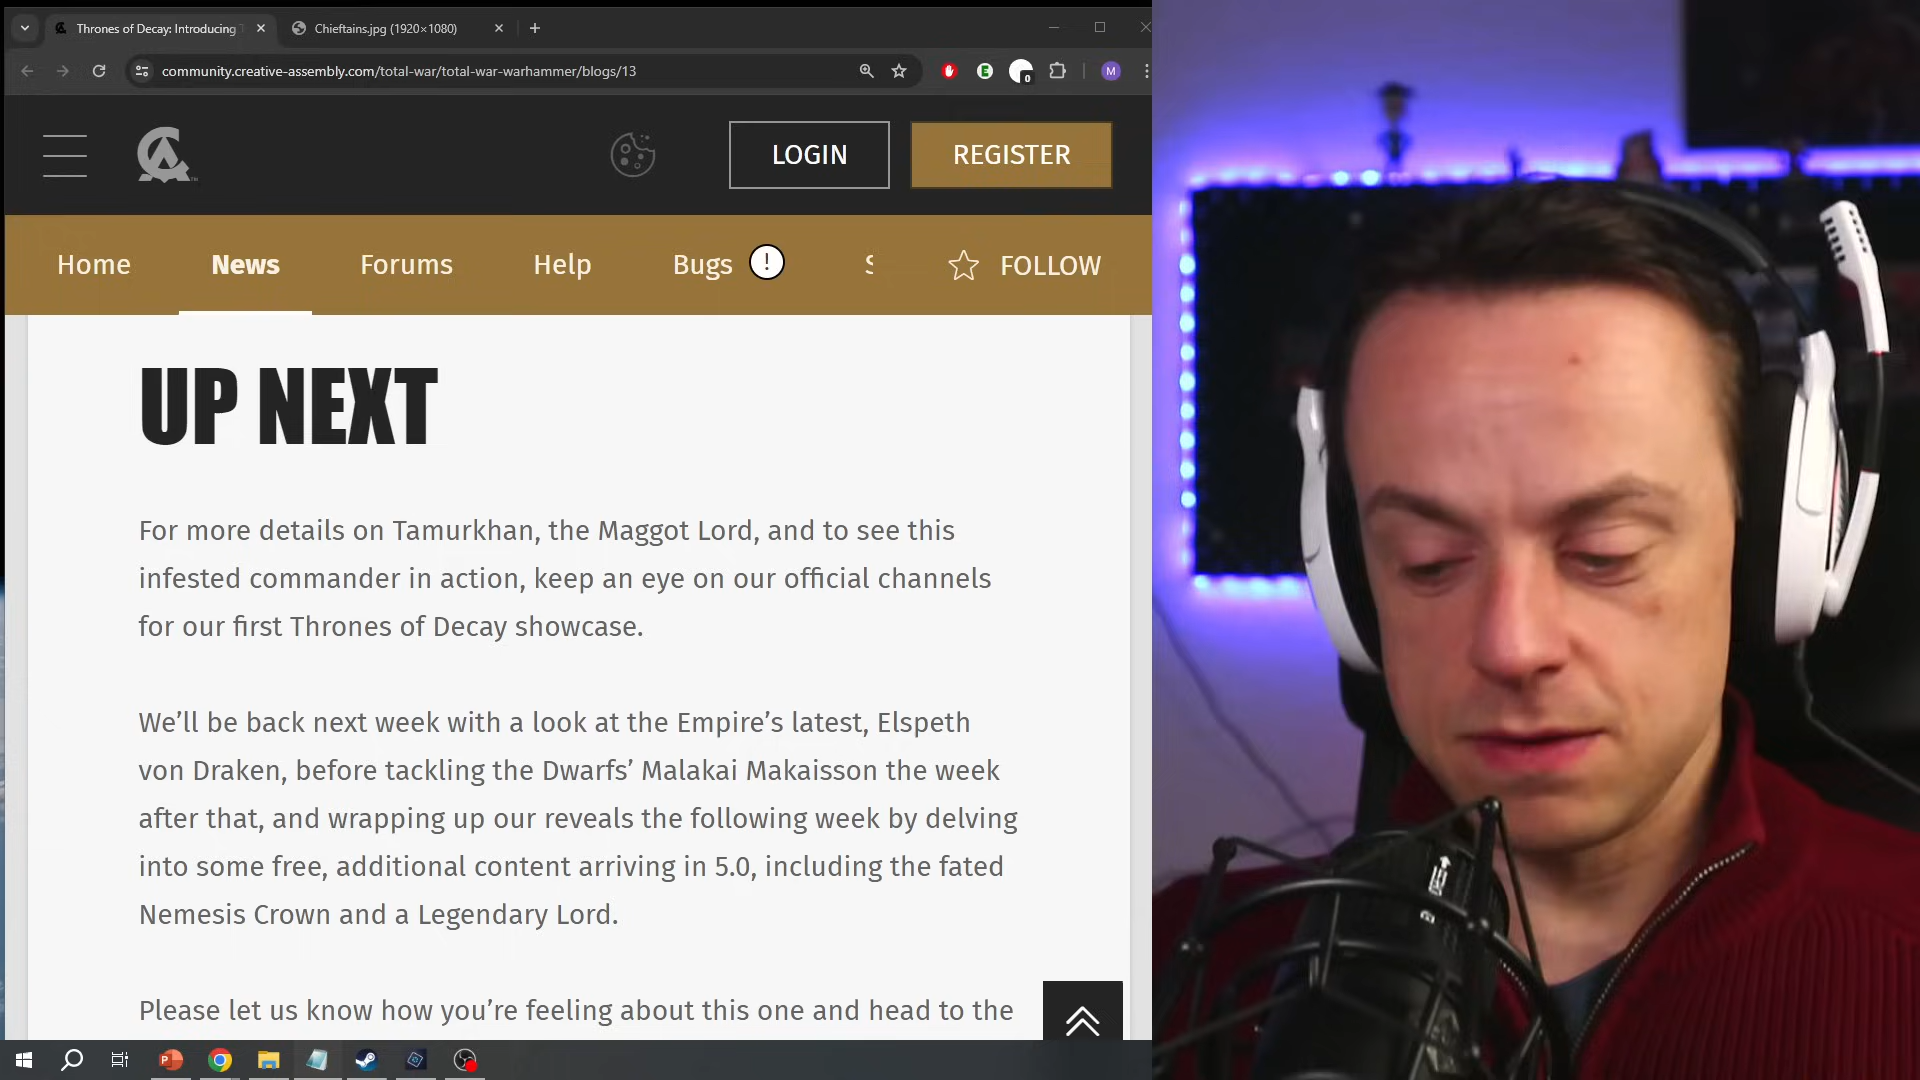 Thrones of Decay: Introducing
Chieftains.jpg (1920×1080)
community.creative-assembly.com/total-war/total-war-warhammer/blogs/13
0
M
LOGIN
REGISTER
Home
News
Forums
Help
Bugs
!
S
FOLLOW
UP NEXT
For more details on Tamurkhan, the Maggot Lord, and to see this
infested commander in action, keep an eye on our official channels
for our first Thrones of Decay showcase.
We’ll be back next week with a look at the Empire’s latest, Elspeth
von Draken, before tackling the Dwarfs’ Malakai Makaisson the week
after that, and wrapping up our reveals the following week by delving
into some free, additional content arriving in 5.0, including the fated
Nemesis Crown and a Legendary Lord.
Please let us know how you’re feeling about this one and head to the